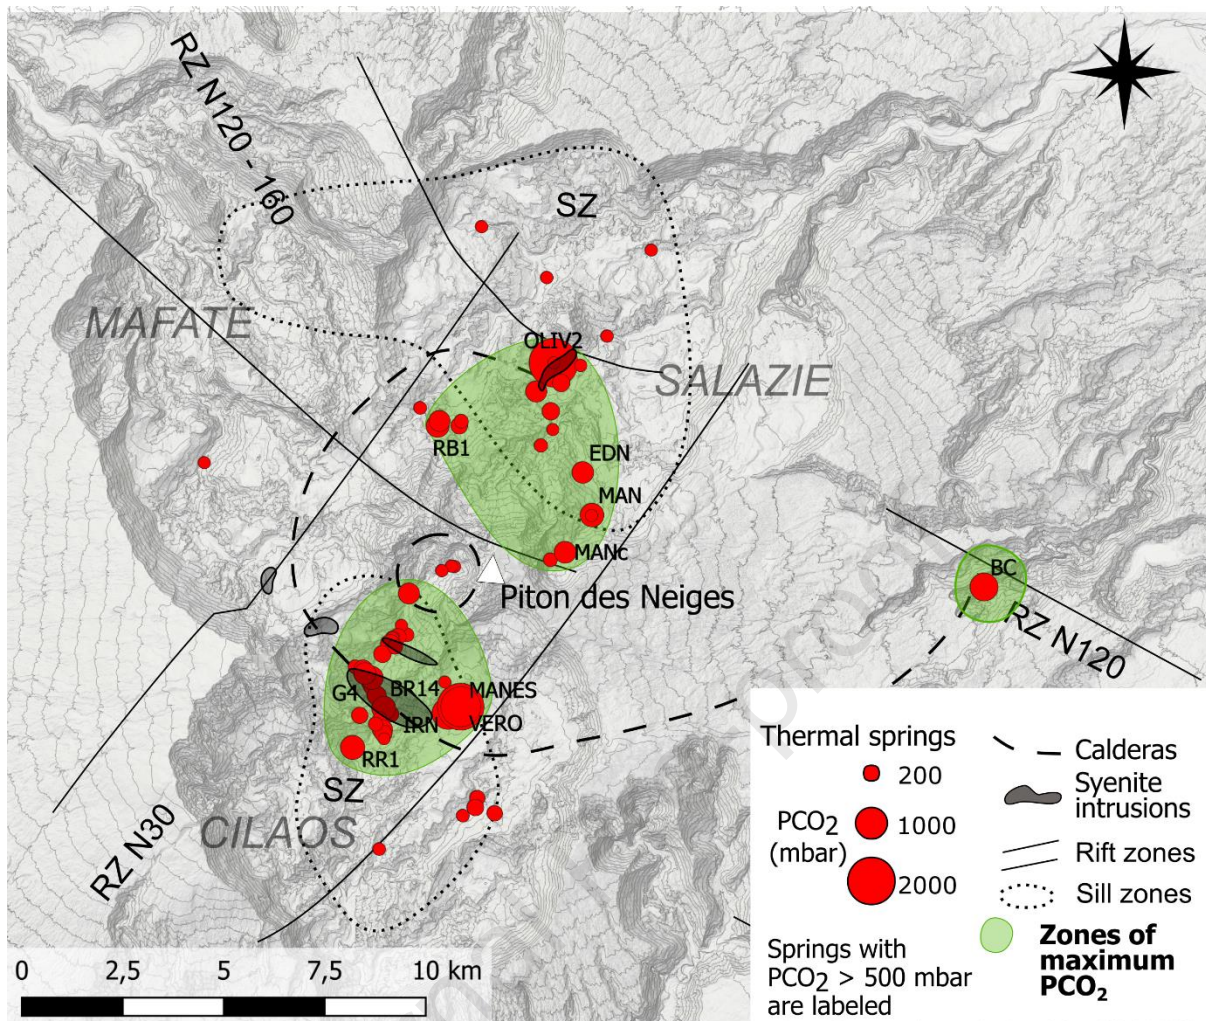 RZ N120 - 160
SZ
MAFATE
OLIV2
SALAZIE
RB1
EDN
MAN
MANc
Piton des Neiges
BC
RZ N120
G4
BR14
MANES
IRN
VERO
RR1
SZ
CILAOS
RZ N30
Thermal springs
200
PCO2
(mbar)
1000
2000
Springs with
PCO2 > 500 mbar
are labeled
Calderas
Syenite
intrusions
Rift zones
Sill zones
Zones of
maximum
PCO2
0 2,5 5 7,5 10 km